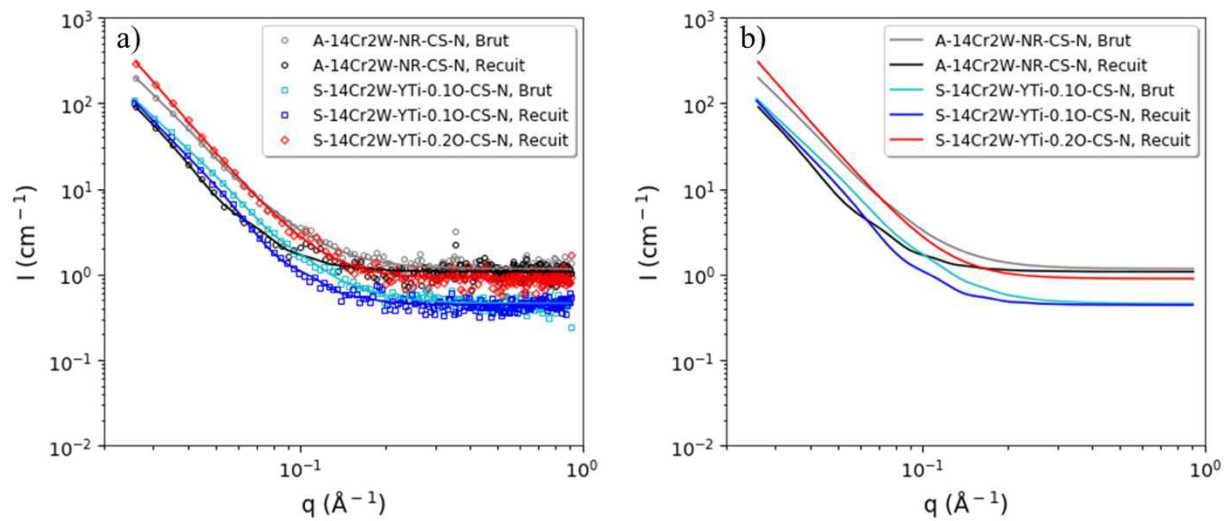 a)
A-14Cr2W-NR-CS-N, Brut
A-14Cr2W-NR-CS-N, Recuit
S-14Cr2W-YTi-0.1O-CS-N, Brut
S-14Cr2W-YTi-0.1O-CS-N, Recuit
S-14Cr2W-YTi-0.2O-CS-N, Recuit
I (cm⁻¹)
10³
10²
10¹
10⁰
10⁻¹
10⁻²
10⁻¹
10⁰
q (Å⁻¹)
b)
A-14Cr2W-NR-CS-N, Brut
A-14Cr2W-NR-CS-N, Recuit
S-14Cr2W-YTi-0.1O-CS-N, Brut
S-14Cr2W-YTi-0.1O-CS-N, Recuit
S-14Cr2W-YTi-0.2O-CS-N, Recuit
I (cm⁻¹)
10³
10²
10¹
10⁰
10⁻¹
10⁻²
10⁻¹
10⁰
q (Å⁻¹)